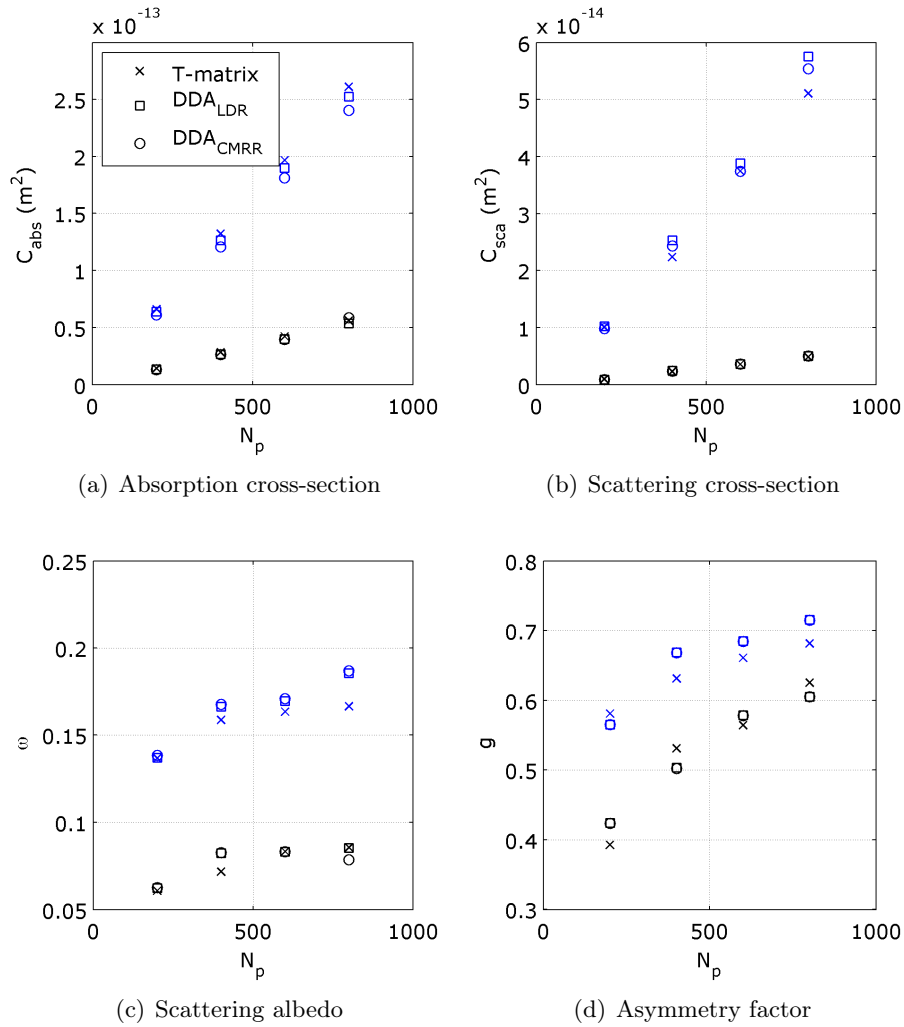 x 10^-13
2.5
2
1.5
1
0.5
0
0
500
1000
C_abs (m^2)
N_p
T-matrix
DDA_LDR
DDA_CMRR
(a) Absorption cross-section
x 10^-14
6
5
4
3
2
1
0
0
500
1000
C_sca (m^2)
N_p
(b) Scattering cross-section
0.25
0.2
0.15
0.1
0.05
0
500
1000
ω
N_p
(c) Scattering albedo
0.8
0.7
0.6
0.5
0.4
0.3
0
500
1000
g
N_p
(d) Asymmetry factor